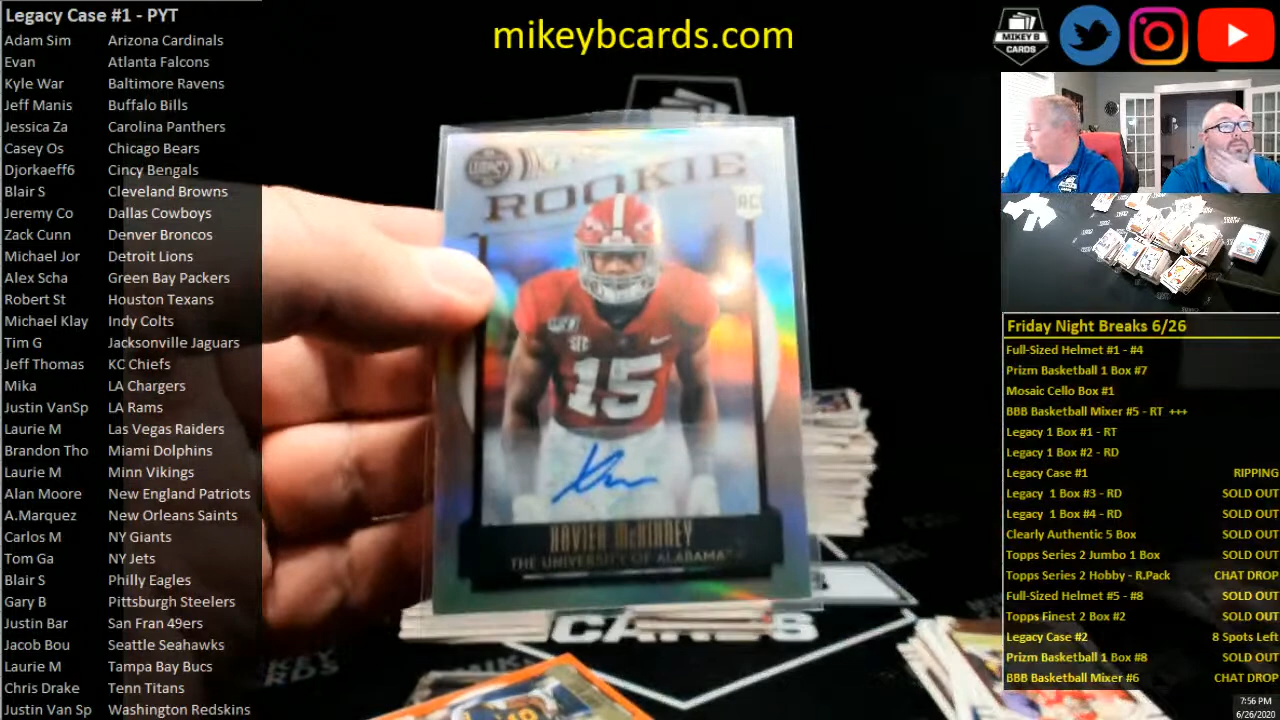 Legacy Case #1 - PYT
Adam Sim Arizona Cardinals
Evan Atlanta Falcons
Kyle War Baltimore Ravens
Jeff Manis Buffalo Bills
Jessica Za Carolina Panthers
Casey Os Chicago Bears
Djorkaeff6 Cincy Bengals
Blair S Cleveland Browns
Jeremy Co Dallas Cowboys
Zack Cunn Denver Broncos
Michael Jor Detroit Lions
Alex Scha Green Bay Packers
Robert St Houston Texans
Michael Klay Indy Colts
Tim G Jacksonville Jaguars
Jeff Thomas KC Chiefs
Mika LA Chargers
Justin VanSp LA Rams
Laurie M Las Vegas Raiders
Brandon Tho Miami Dolphins
Laurie M Minn Vikings
Alan Moore New England Patriots
A.Marquez New Orleans Saints
Carlos M NY Giants
Tom Ga NY Jets
Blair S Philly Eagles
Gary B Pittsburgh Steelers
Justin Bar San Fran 49ers
Jacob Bou Seattle Seahawks
Laurie M Tampa Bay Bucs
Chris Drake Tenn Titans
Justin Van Sp Washington Redskins
mikeybcards.com
ROOKIE
RC
SEC
15
XAVIER McKINNEY
THE UNIVERSITY OF ALABAMA
CARDS
MIKEY B
CARDS
Friday Night Breaks 6/26
Full-Sized Helmet #1 - #4
Prizm Basketball 1 Box #7
Mosaic Cello Box #1
BBB Basketball Mixer #5 - RT +++
Legacy 1 Box #1 - RT
Legacy 1 Box #2 - RD
Legacy Case #1 RIPPING
Legacy 1 Box #3 - RD SOLD OUT
Legacy 1 Box #4 - RD SOLD OUT
Clearly Authentic 5 Box SOLD OUT
Topps Series 2 Jumbo 1 Box SOLD OUT
Topps Series 2 Hobby - R.Pack CHAT DROP
Full-Sized Helmet #5 - #8 SOLD OUT
Topps Finest 2 Box #2 SOLD OUT
Legacy Case #2 8 Spots Left
Prizm Basketball 1 Box #8 SOLD OUT
BBB Basketball Mixer #6 CHAT DROP
7:56 PM
6/26/2020